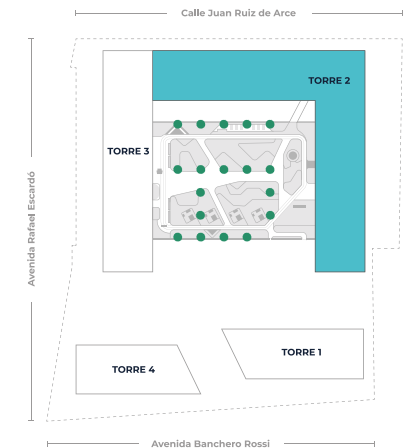 Calle Juan Ruiz de Arce
TORRE 2
TORRE 3
Avenida Rafael Escardó
TORRE 1
TORRE 4
Avenida Banchero Rossi